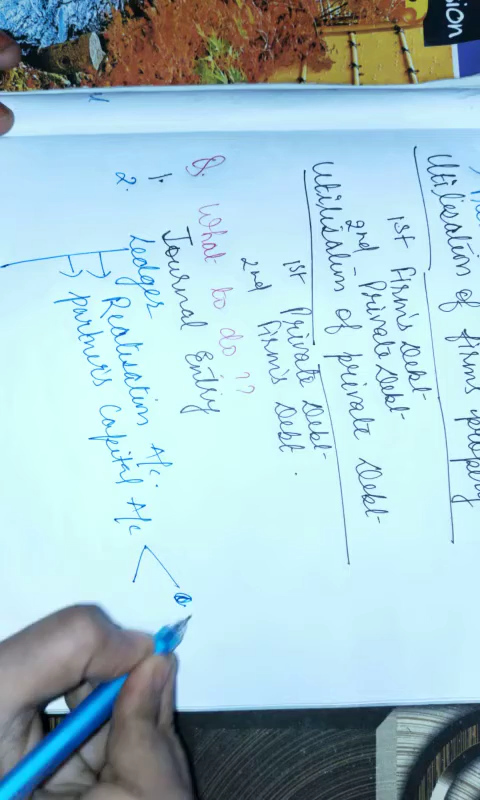 Utilisation of firms property
1st Firm's Debt
2nd Private Debt
Utilisation of private Debt
1st Private Debt
2nd Firm's Debt.
Q. What to do ??
1. Journal Entry
2. Ledger
→ Realisation A/c.
→ partners Capital A/c